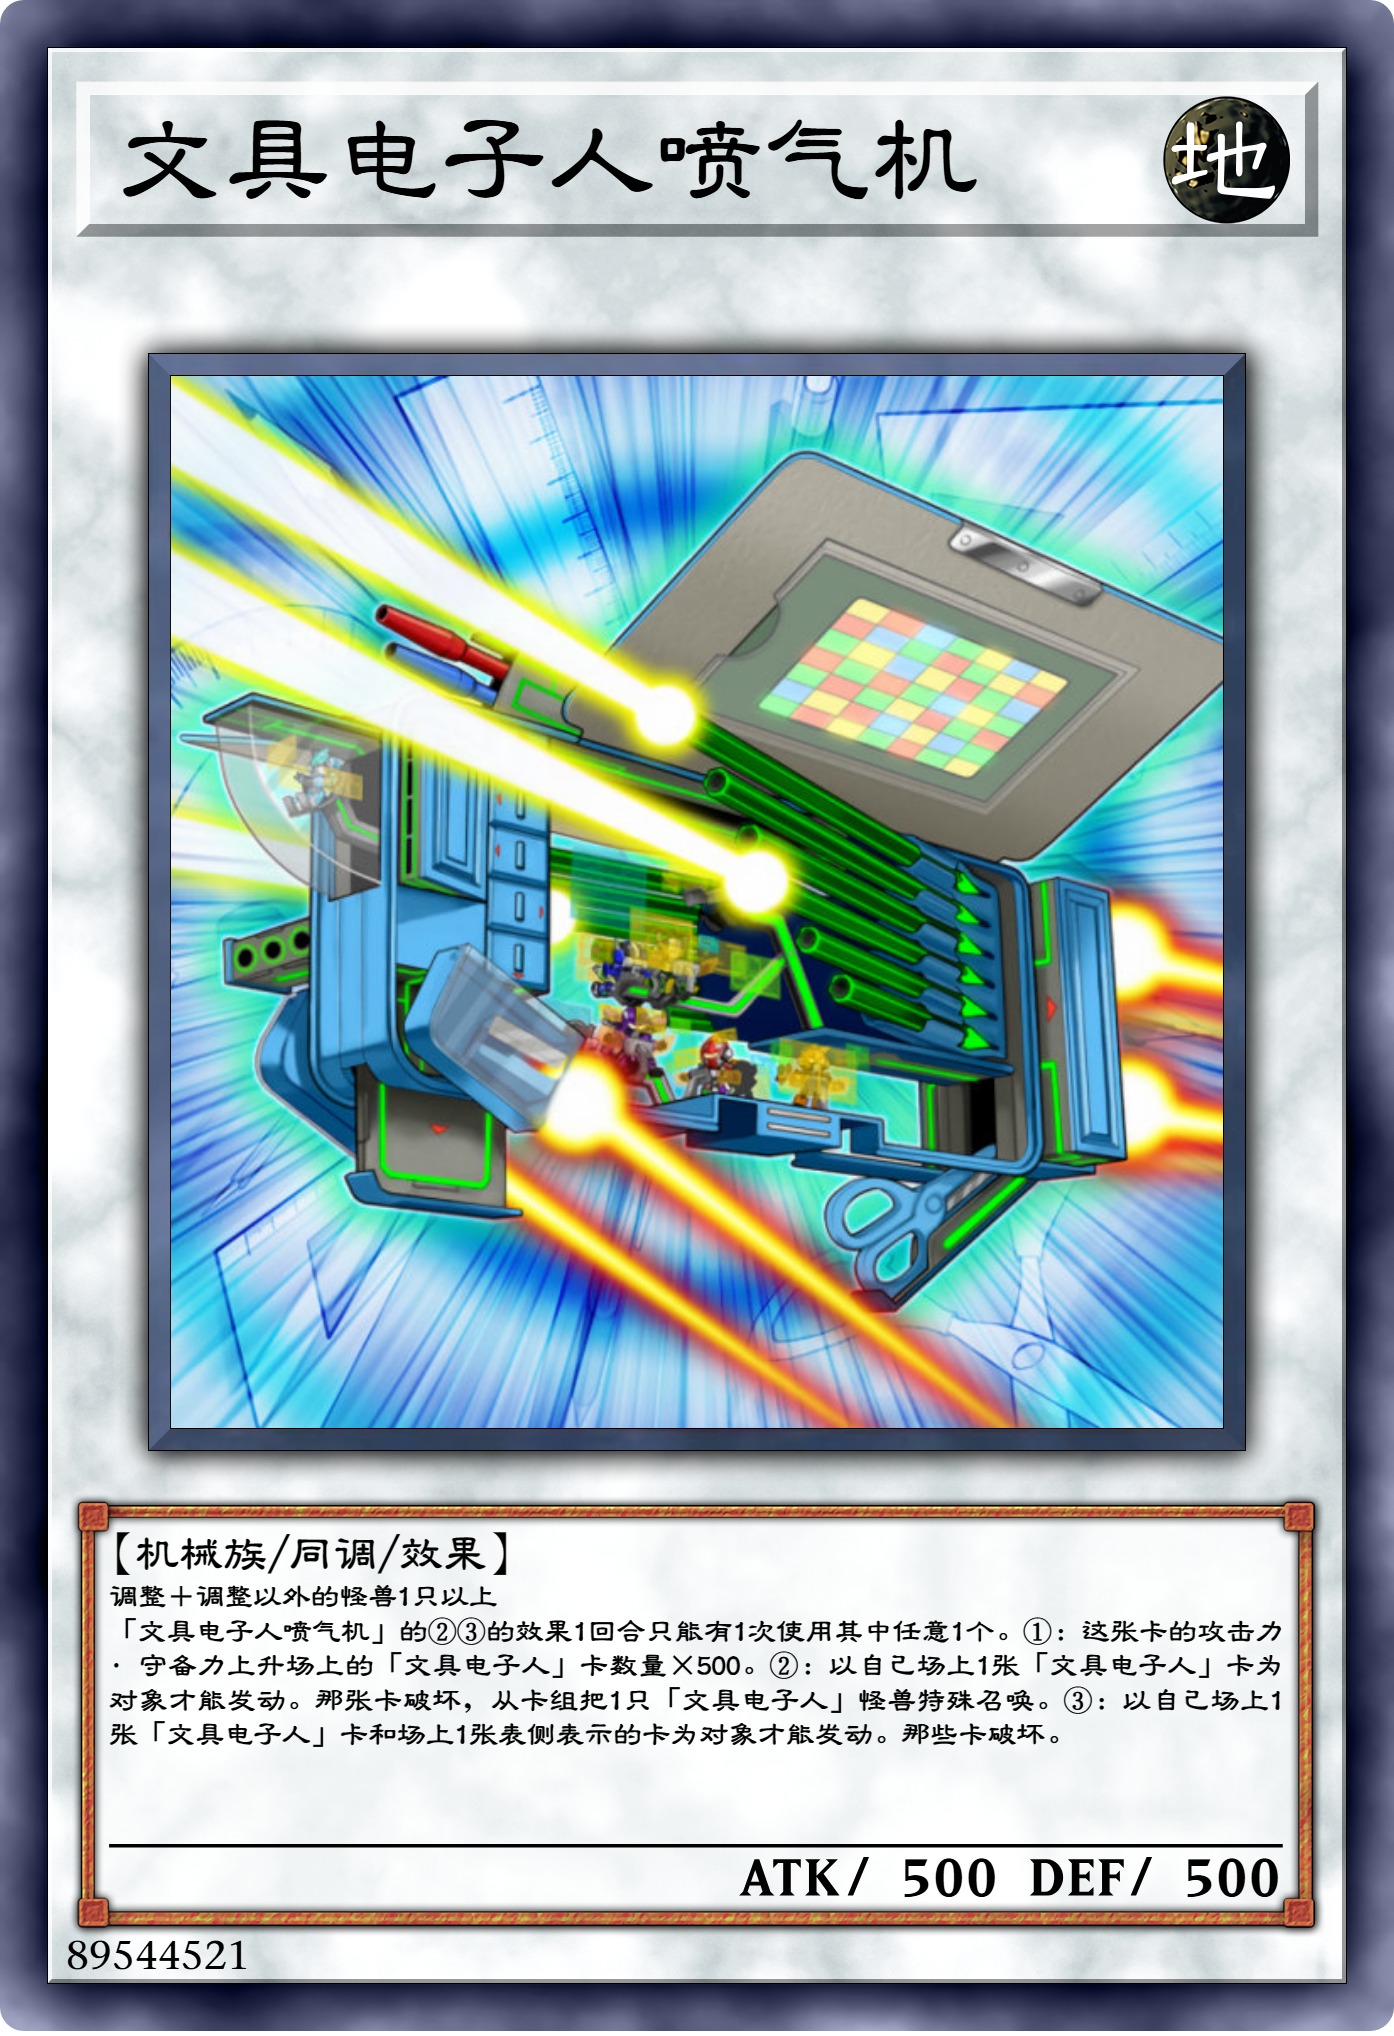 文具电子人喷气机
地
【机械族/同调/效果】
调整＋调整以外的怪兽1只以上
「文具电子人喷气机」的②③的效果1回合只能有1次使用其中任意1个。①：这张卡的攻击力
·守备力上升场上的「文具电子人」卡数量×500。②：以自己场上1张「文具电子人」卡为
对象才能发动。那张卡破坏，从卡组把1只「文具电子人」怪兽特殊召唤。③：以自己场上1
张「文具电子人」卡和场上1张表侧表示的卡为对象才能发动。那些卡破坏。
ATK/ 500 DEF/ 500
89544521